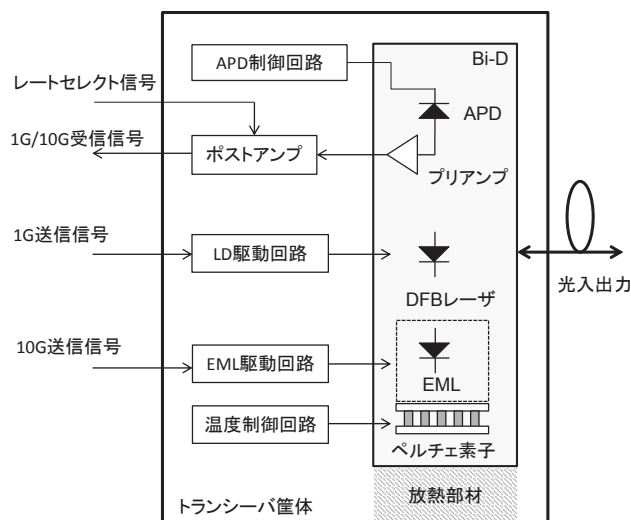 APD制御回路
Bi-D
レートセレクト信号
APD
1G/10G受信信号
ポストアンプ
プリアンプ
1G送信信号
LD駆動回路
DFBレーザ
光入出力
10G送信信号
EML駆動回路
EML
温度制御回路
ペルチェ素子
放熱部材
トランシーバ筐体